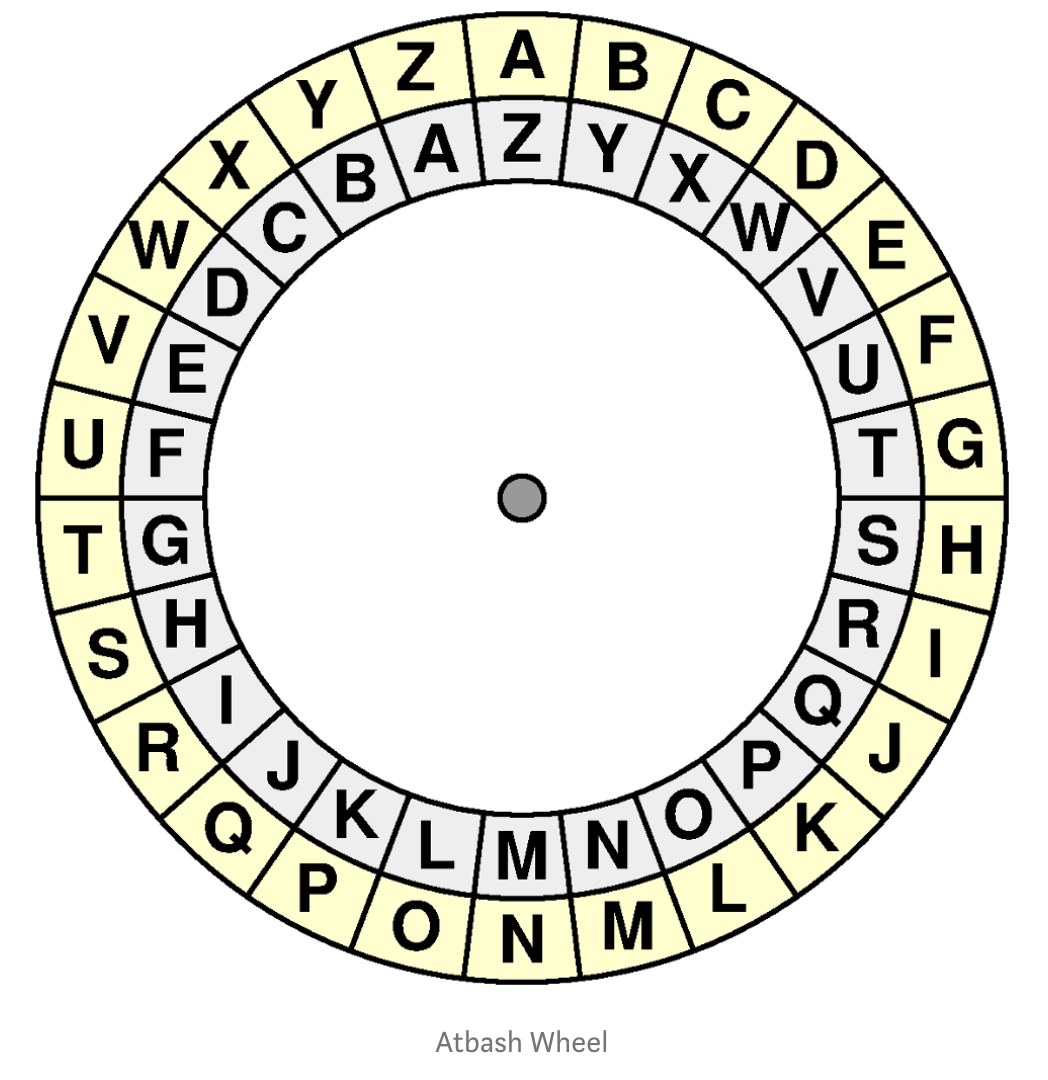 A B C D E F G H I J K L M N O P Q R S T U V W X Y Z
Z Y X W V U T S R Q P O N M L K J I H G F E D C B A
Atbash Wheel